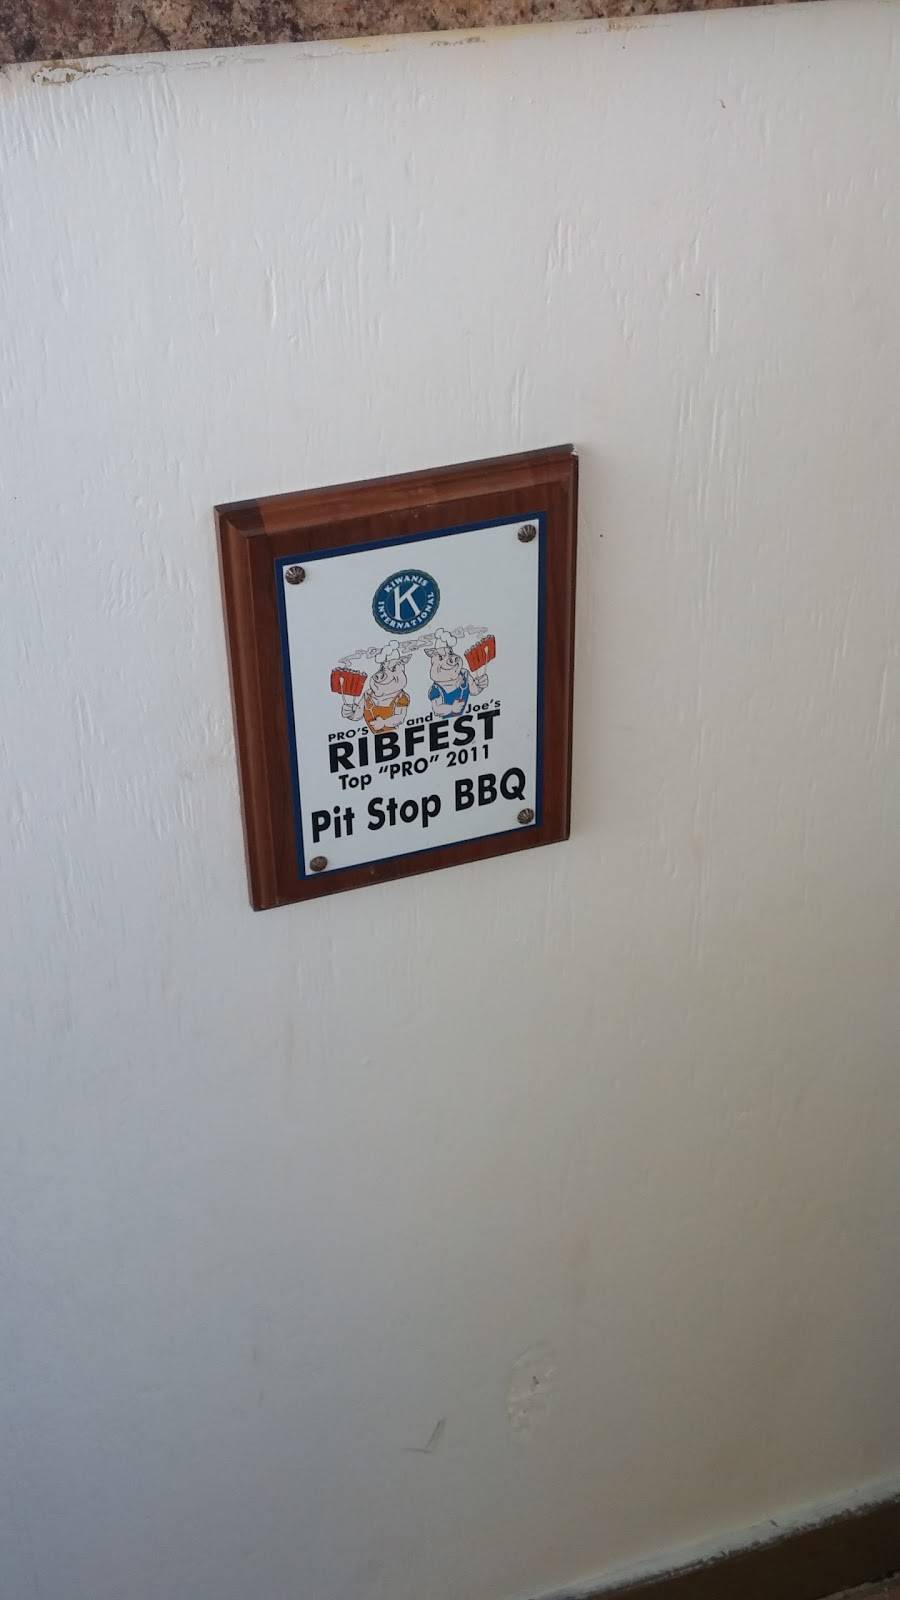 KIWANIS
K
INTERNATIONAL
PRO'S and Joe's
RIBFEST
Top "PRO" 2011
Pit Stop BBQ